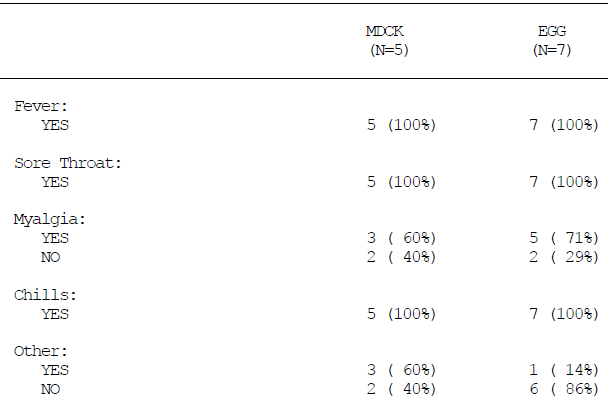 MDCK EGG
(N=5) (N=7)
Fever:
YES 5 (100%) 7 (100%)
Sore Throat:
YES 5 (100%) 7 (100%)
Myalgia:
YES 3 ( 60%) 5 ( 71%)
NO 2 ( 40%) 2 ( 29%)
Chills:
YES 5 (100%) 7 (100%)
Other:
YES 3 ( 60%) 1 ( 14%)
NO 2 ( 40%) 6 ( 86%)